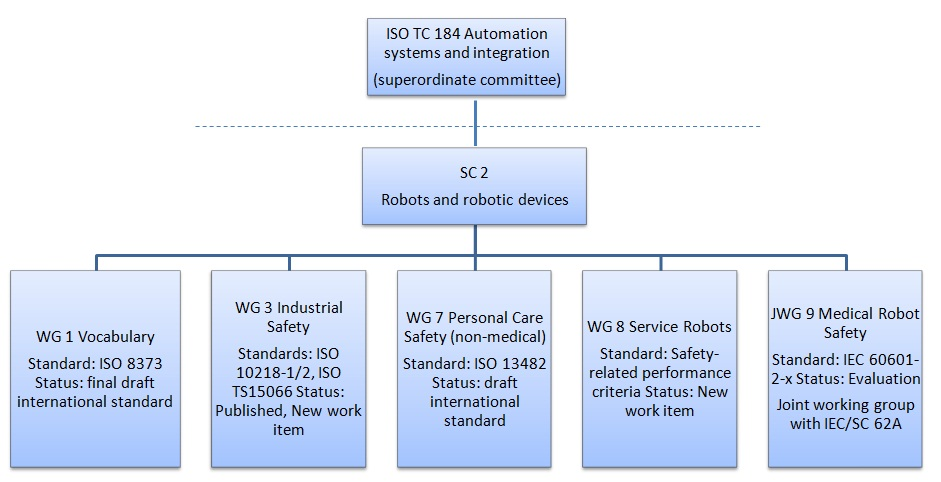 ISO TC 184 Automation
systems and integration
(superordinate committee)
SC 2
Robots and robotic devices
WG 1 Vocabulary
Standard: ISO 8373
Status: final draft
international standard
WG 3 Industrial
Safety
Standards: ISO
10218-1/2, ISO
TS15066 Status:
Published, New work
item
WG 7 Personal Care
Safety (non-medical)
Standard: ISO 13482
Status: draft
international
standard
WG 8 Service Robots
Standard: Safety-
related performance
criteria Status: New
work item
JWG 9 Medical Robot
Safety
Standard: IEC 60601-
2-x Status: Evaluation
Joint working group
with IEC/SC 62A